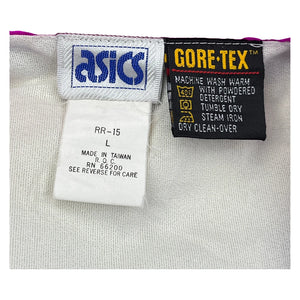 asics
RR-15
L
MADE IN TAIWAN
R.O.C.
RN 66200
SEE REVERSE FOR CARE
GORE-TEX
MACHINE WASH WARM
WITH POWDERED
DETERGENT
TUMBLE DRY
STEAM IRON
DRY CLEAN-OVER